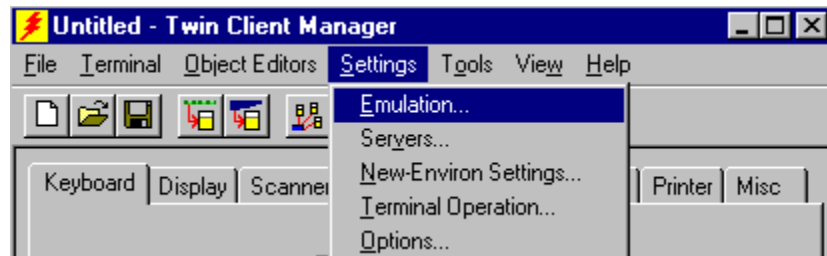 Untitled - Twin Client Manager
File Terminal Object Editors Settings Tools View Help
Emulation...
Servers...
New-Environ Settings...
Terminal Operation...
Options...
Keyboard Display Scanner Printer Misc